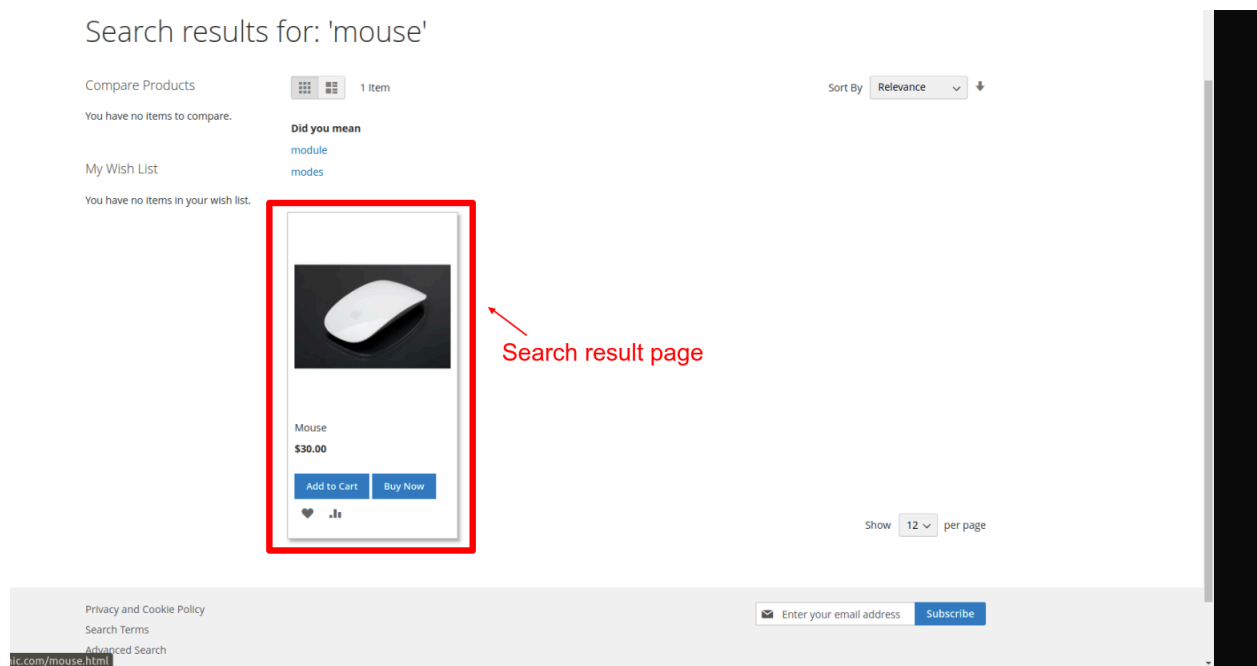 Search results for: 'mouse'
Compare Products
You have no items to compare.
My Wish List
You have no items in your wish list.
1 Item
Sort By Relevance
Did you mean
module
modes
Search result page
Mouse
$30.00
Add to Cart Buy Now
Show 12 per page
Privacy and Cookie Policy
Search Terms
Advanced Search
Enter your email address Subscribe
nic.com/mouse.html